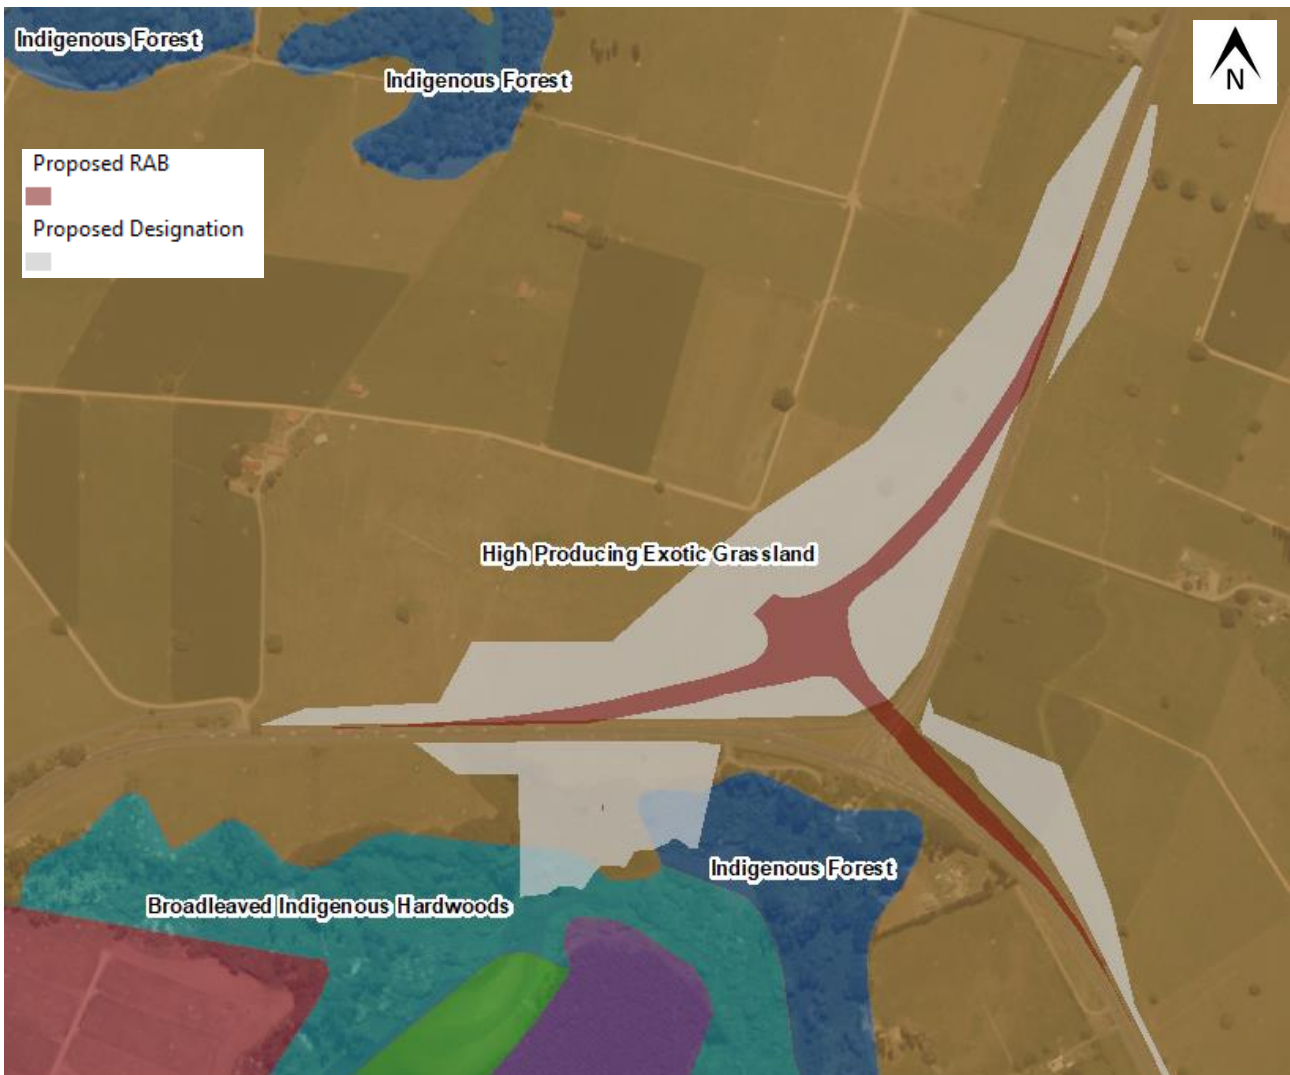 Indigenous Forest
Indigenous Forest
N
Proposed RAB
Proposed Designation
High Producing Exotic Grassland
Indigenous Forest
Broadleaved Indigenous Hardwoods